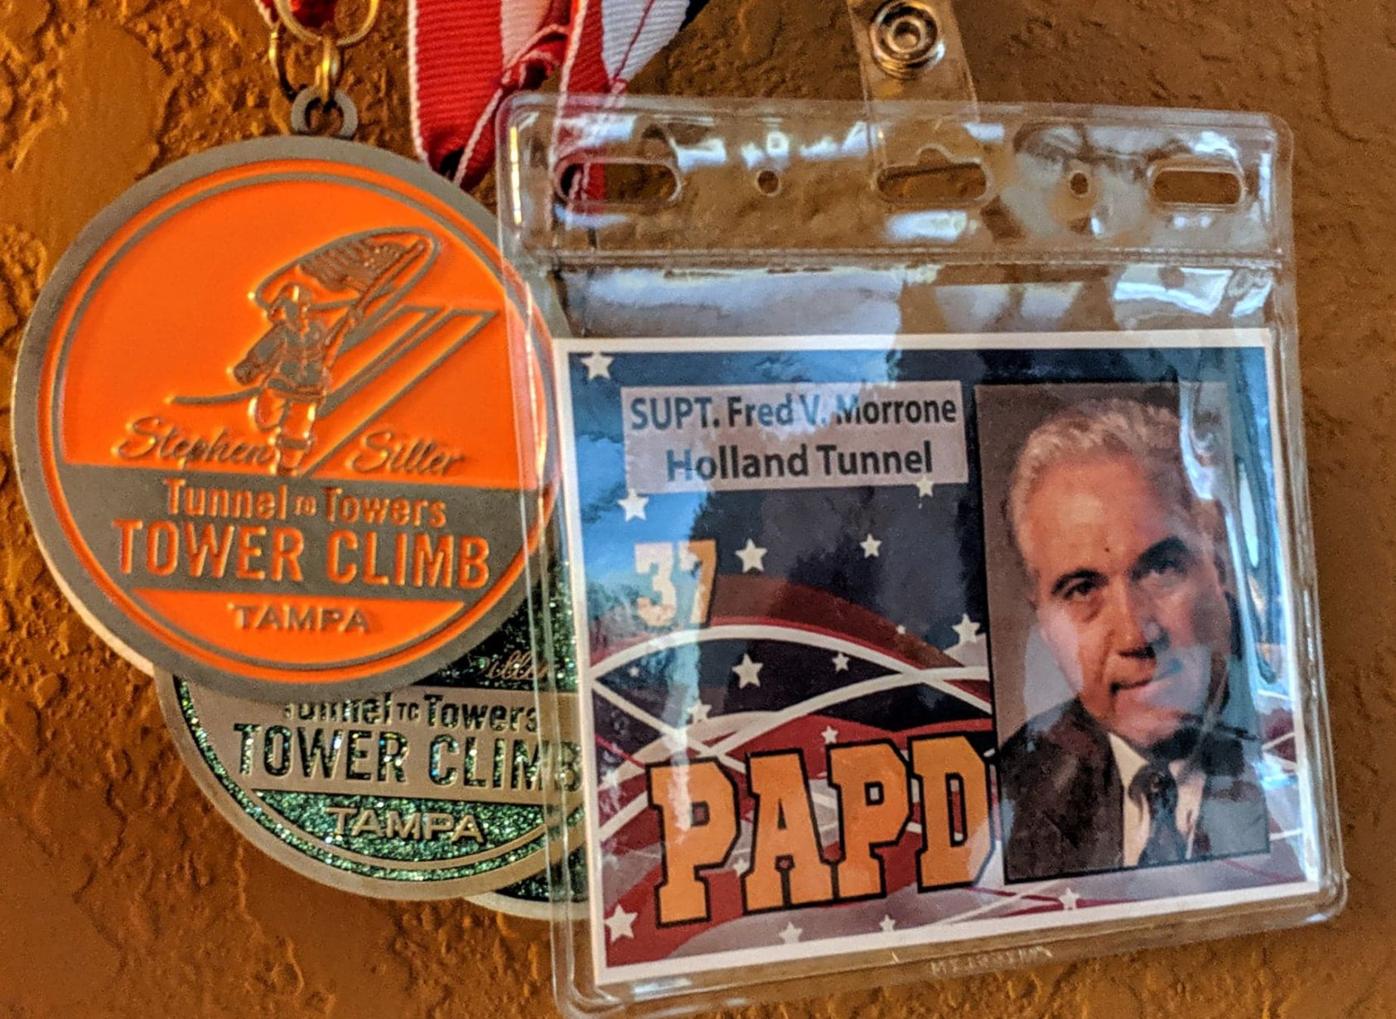 Stephen Siller
Tunnel to Towers
TOWER CLIMB
TAMPA
Tunnel to Towers
TOWER CLIMB
TAMPA
SUPT. Fred V. Morrone
Holland Tunnel
37
PAPD